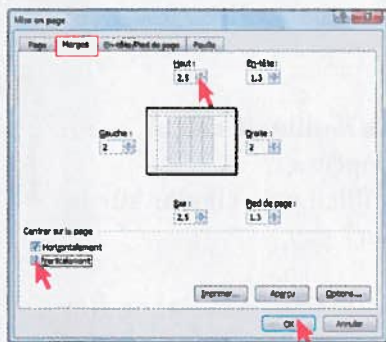 Mise en page
Page Marges En-tête/Pied de page Feuille
Haut : En-tête :
2,5 1,3
Gauche : Droite :
2 2
Bas : Pied de page :
2,5 1,3
Centrer sur la page
Horizontalement
Verticalement
Imprimer... Aperçu Options...
OK Annuler